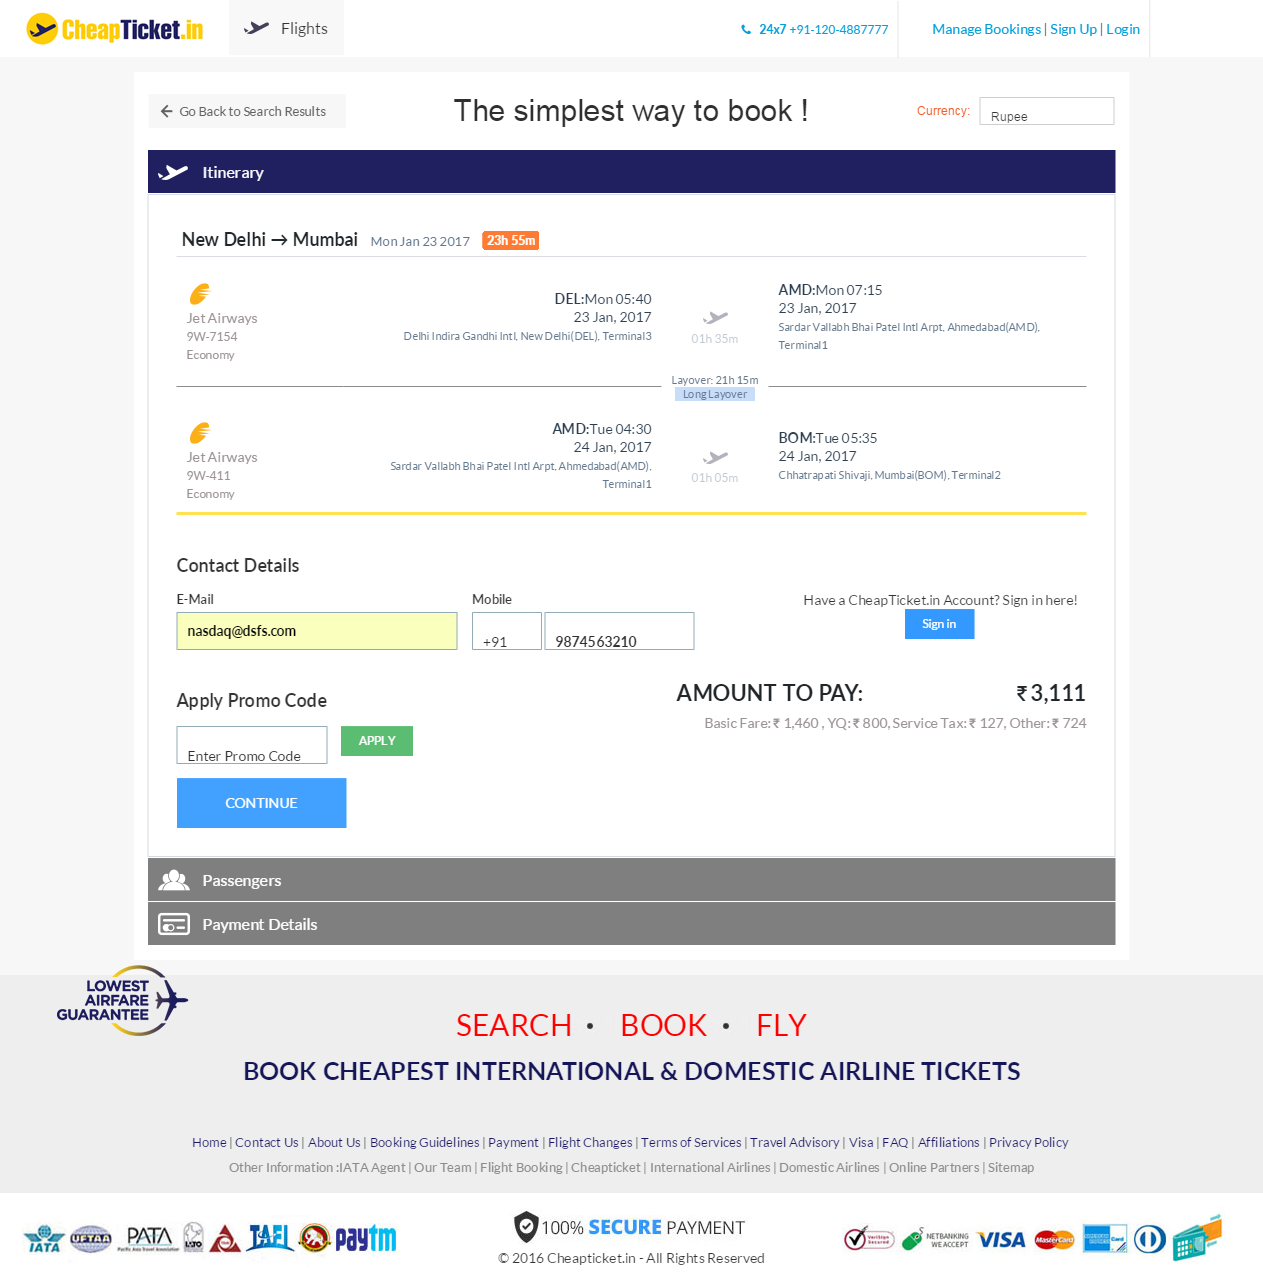 CheapTicket.in
Flights
24x7 +91-120-4887777
Manage Bookings | Sign Up | Login
Go Back to Search Results
The simplest way to book !
Currency:
Rupee
Itinerary
New Delhi → Mumbai Mon Jan 23 2017 23h 55m
Jet Airways
9W-7154
Economy
DEL:Mon 05:40
23 Jan, 2017
Delhi Indira Gandhi Intl, New Delhi(DEL), Terminal3
01h 35m
AMD:Mon 07:15
23 Jan, 2017
Sardar Vallabh Bhai Patel Intl Arpt, Ahmedabad(AMD),
Terminal1
Layover: 21h 15m
Long Layover
Jet Airways
9W-411
Economy
AMD:Tue 04:30
24 Jan, 2017
Sardar Vallabh Bhai Patel Intl Arpt, Ahmedabad(AMD),
Terminal1
01h 05m
BOM:Tue 05:35
24 Jan, 2017
Chhatrapati Shivaji, Mumbai(BOM), Terminal2
Contact Details
E-Mail
nasdaq@dsfs.com
Mobile
+91
9874563210
Have a CheapTicket.in Account? Sign in here!
Sign in
Apply Promo Code
Enter Promo Code
APPLY
AMOUNT TO PAY: ₹ 3,111
Basic Fare: ₹ 1,460 , YQ: ₹ 800, Service Tax: ₹ 127, Other: ₹ 724
CONTINUE
Passengers
Payment Details
LOWEST
AIRFARE
GUARANTEE
SEARCH • BOOK • FLY
BOOK CHEAPEST INTERNATIONAL & DOMESTIC AIRLINE TICKETS
Home | Contact Us | About Us | Booking Guidelines | Payment | Flight Changes | Terms of Services | Travel Advisory | Visa | FAQ | Affiliations | Privacy Policy
Other Information :IATA Agent | Our Team | Flight Booking | Cheapticket | International Airlines | Domestic Airlines | Online Partners | Sitemap
IATA
UFTAA
PATA
Pacific Asia Travel Association
IATO
TAFI
paytm
100% SECURE PAYMENT
© 2016 Cheapticket.in - All Rights Reserved
VeriSign
Secured
NETBANKING
WE ACCEPT
VISA
MasterCard